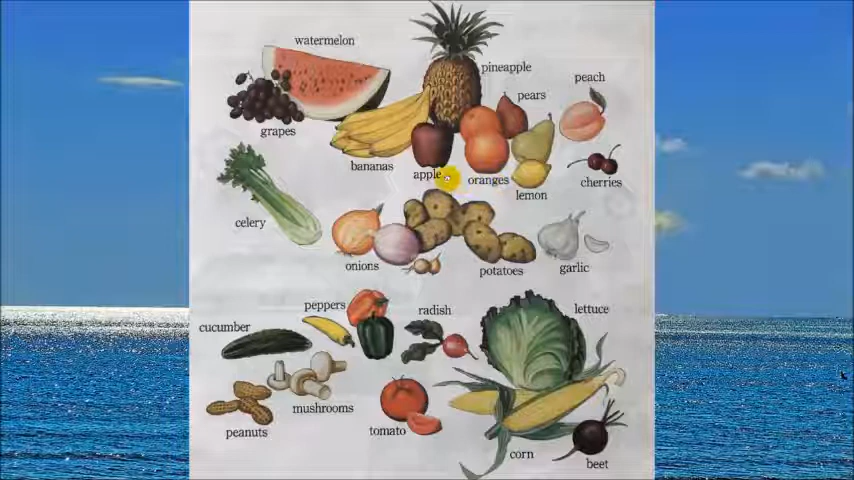 watermelon
pineapple
peach
pears
grapes
bananas
apple
oranges
cherries
lemon
celery
onions
potatoes
garlic
peppers
radish
lettuce
cucumber
mushrooms
peanuts
tomato
corn
beet